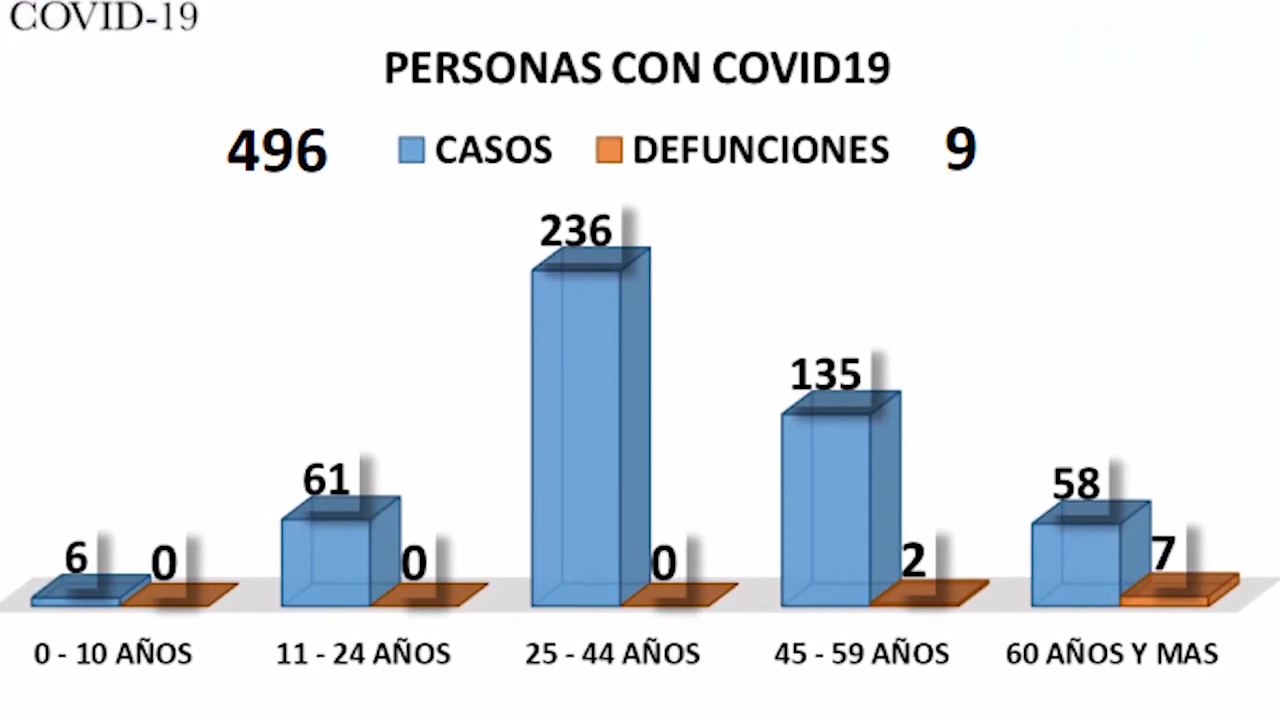 COVID-19
PERSONAS CON COVID19
496 CASOS DEFUNCIONES 9
236
135
61
58
6 0 0 0 2 7
0 - 10 AÑOS 11 - 24 AÑOS 25 - 44 AÑOS 45 - 59 AÑOS 60 AÑOS Y MAS